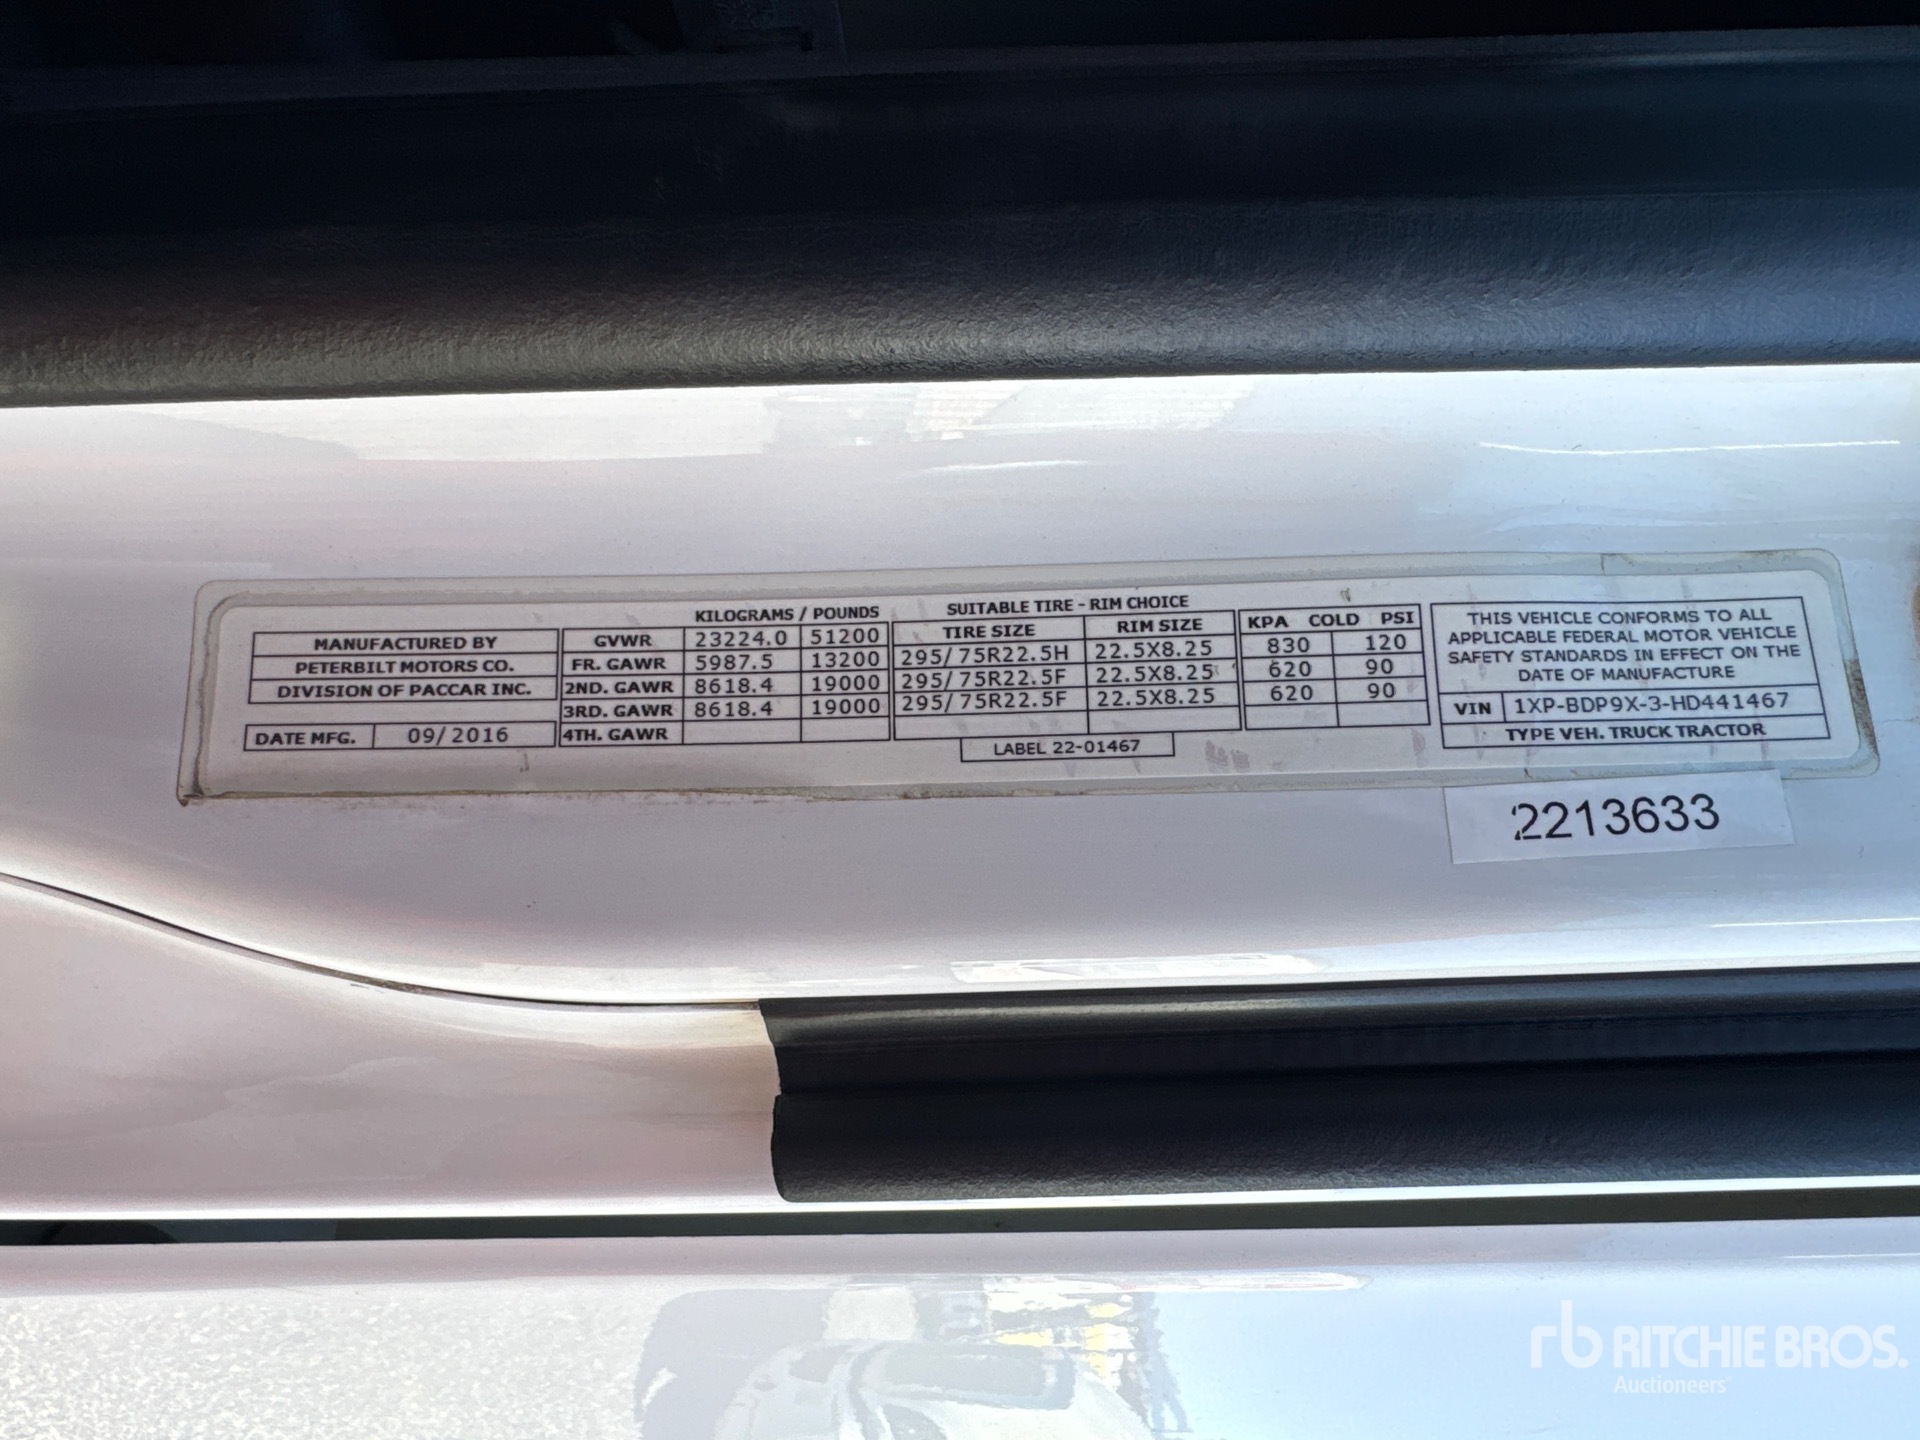 MANUFACTURED BY
PETERBILT MOTORS CO.
DIVISION OF PACCAR INC.
DATE MFG. 09/2016
KILOGRAMS / POUNDS
GVWR 23224.0 51200
FR. GAWR 5987.5 13200
2ND. GAWR 8618.4 19000
3RD. GAWR 8618.4 19000
4TH. GAWR
SUITABLE TIRE - RIM CHOICE
TIRE SIZE RIM SIZE
295/75R22.5H 22.5X8.25
295/75R22.5F 22.5X8.25
295/75R22.5F 22.5X8.25
LABEL 22-01467
KPA COLD PSI
830 120
620 90
620 90
THIS VEHICLE CONFORMS TO ALL
APPLICABLE FEDERAL MOTOR VEHICLE
SAFETY STANDARDS IN EFFECT ON THE
DATE OF MANUFACTURE
VIN 1XP-BDP9X-3-HD441467
TYPE VEH. TRUCK TRACTOR
2213633
rb RITCHIE BROS.
Auctioneers